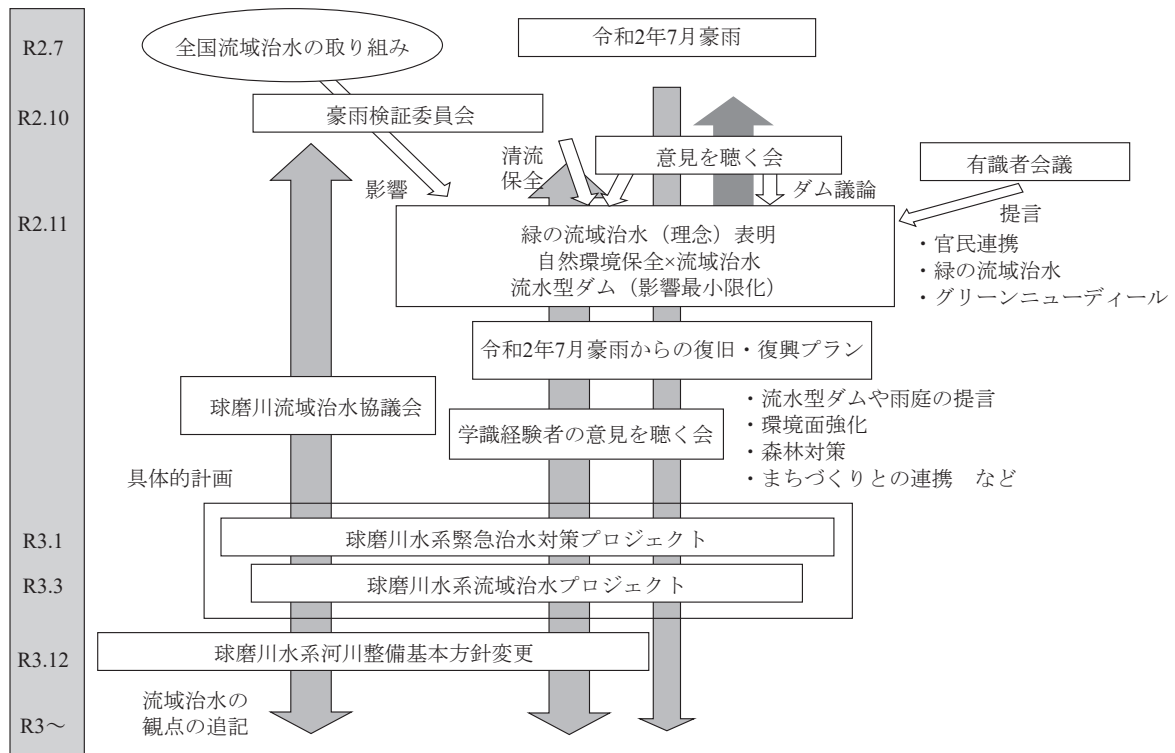 R2.7
全国流域治水の取り組み
令和2年7月豪雨
R2.10
豪雨検証委員会
清流
保全
意見を聴く会
有識者会議
影響
ダム議論
提言
R2.11
緑の流域治水（理念）表明
自然環境保全×流域治水
流水型ダム（影響最小限化）
・官民連携
・緑の流域治水
・グリーンニューディール
令和2年7月豪雨からの復旧・復興プラン
球磨川流域治水協議会
学識経験者の意見を聴く会
・流水型ダムや雨庭の提言
・環境面強化
・森林対策
・まちづくりとの連携　など
具体的計画
R3.1
球磨川水系緊急治水対策プロジェクト
R3.3
球磨川水系流域治水プロジェクト
R3.12
球磨川水系河川整備基本方針変更
流域治水の
観点の追記
R3～